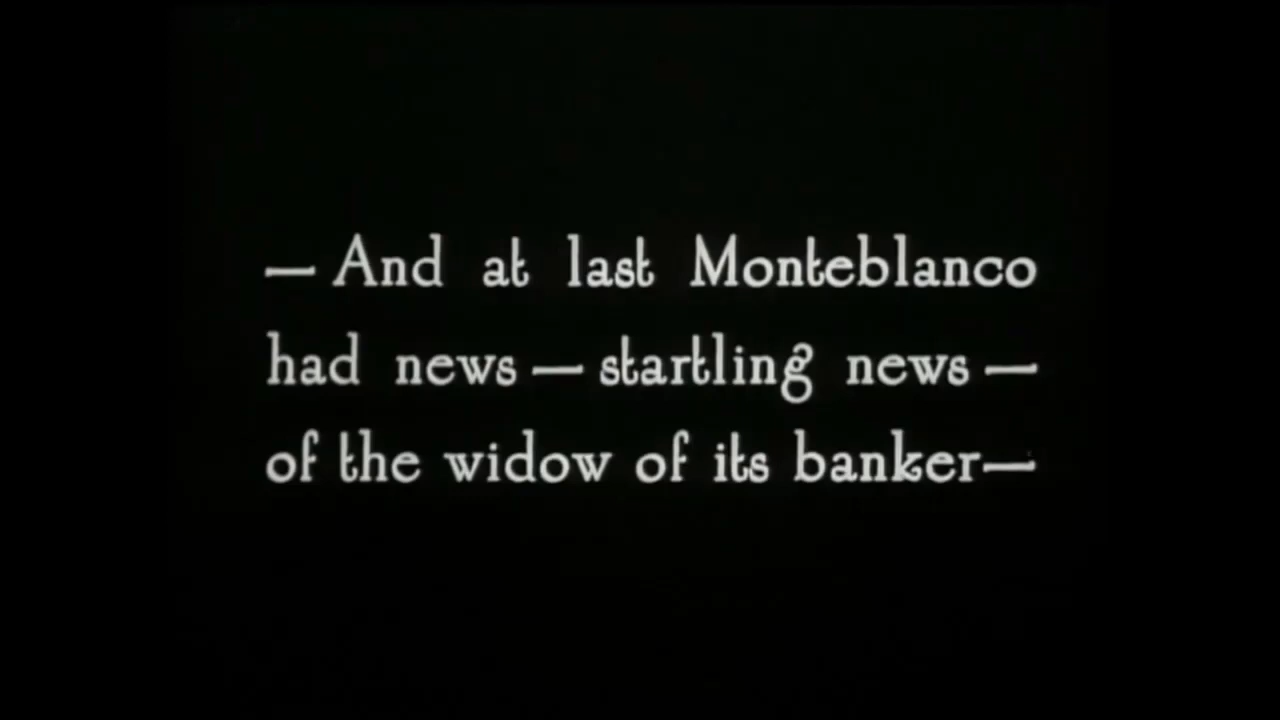 — And at last Monteblanco
had news — startling news —
of the widow of its banker—